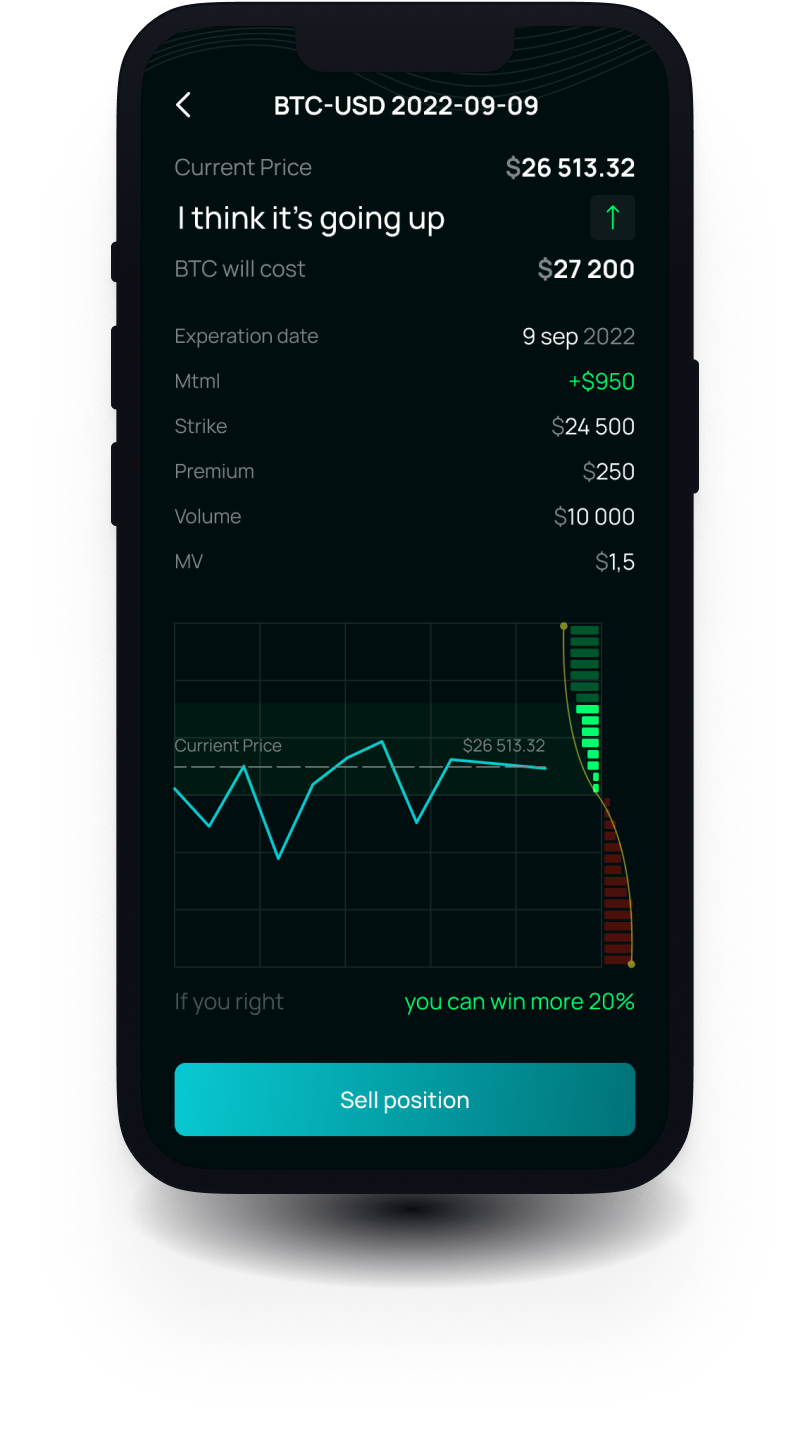 BTC-USD 2022-09-09
Current Price $26 513.32
I think it's going up ↑
BTC will cost $27 200
Experation date 9 sep 2022
Mtml +$950
Strike $24 500
Premium $250
Volume $10 000
MV $1,5
Currient Price $26 513.32
If you right you can win more 20%
Sell position